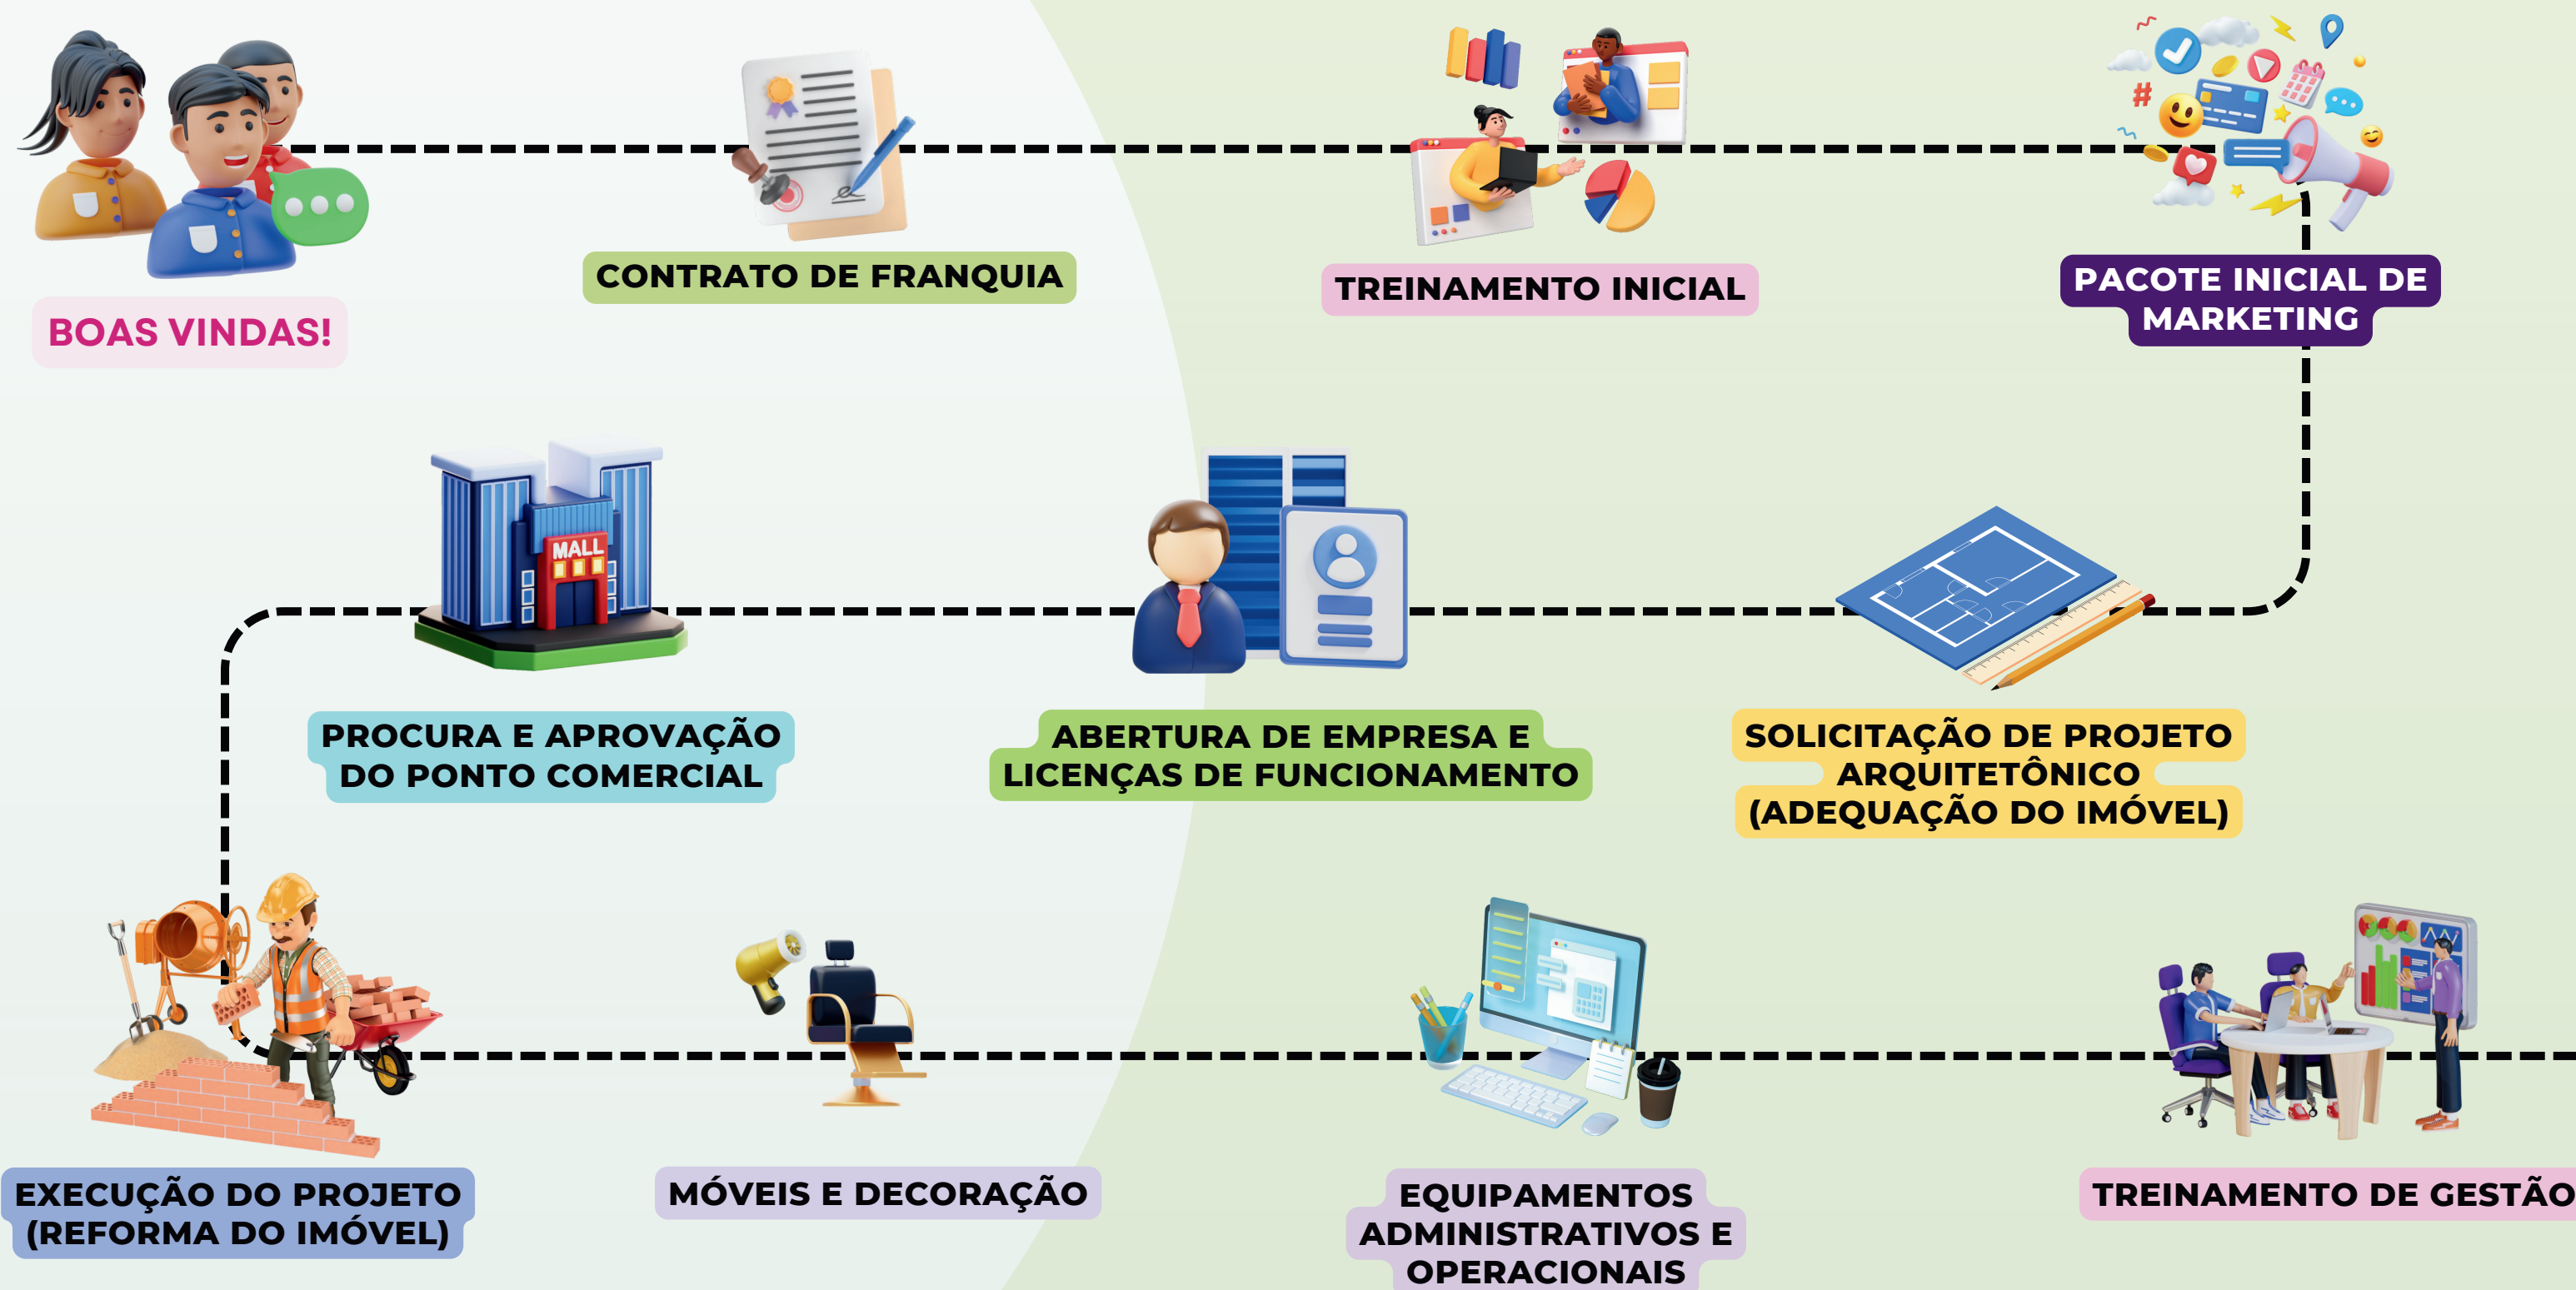 BOAS VINDAS!
CONTRATO DE FRANQUIA
TREINAMENTO INICIAL
PACOTE INICIAL DE
MARKETING
MALL
PROCURA E APROVAÇÃO
DO PONTO COMERCIAL
ABERTURA DE EMPRESA E
LICENÇAS DE FUNCIONAMENTO
SOLICITAÇÃO DE PROJETO
ARQUITETÔNICO
(ADEQUAÇÃO DO IMÓVEL)
EXECUÇÃO DO PROJETO
(REFORMA DO IMÓVEL)
MÓVEIS E DECORAÇÃO
EQUIPAMENTOS
ADMINISTRATIVOS E
OPERACIONAIS
TREINAMENTO DE GESTÃO